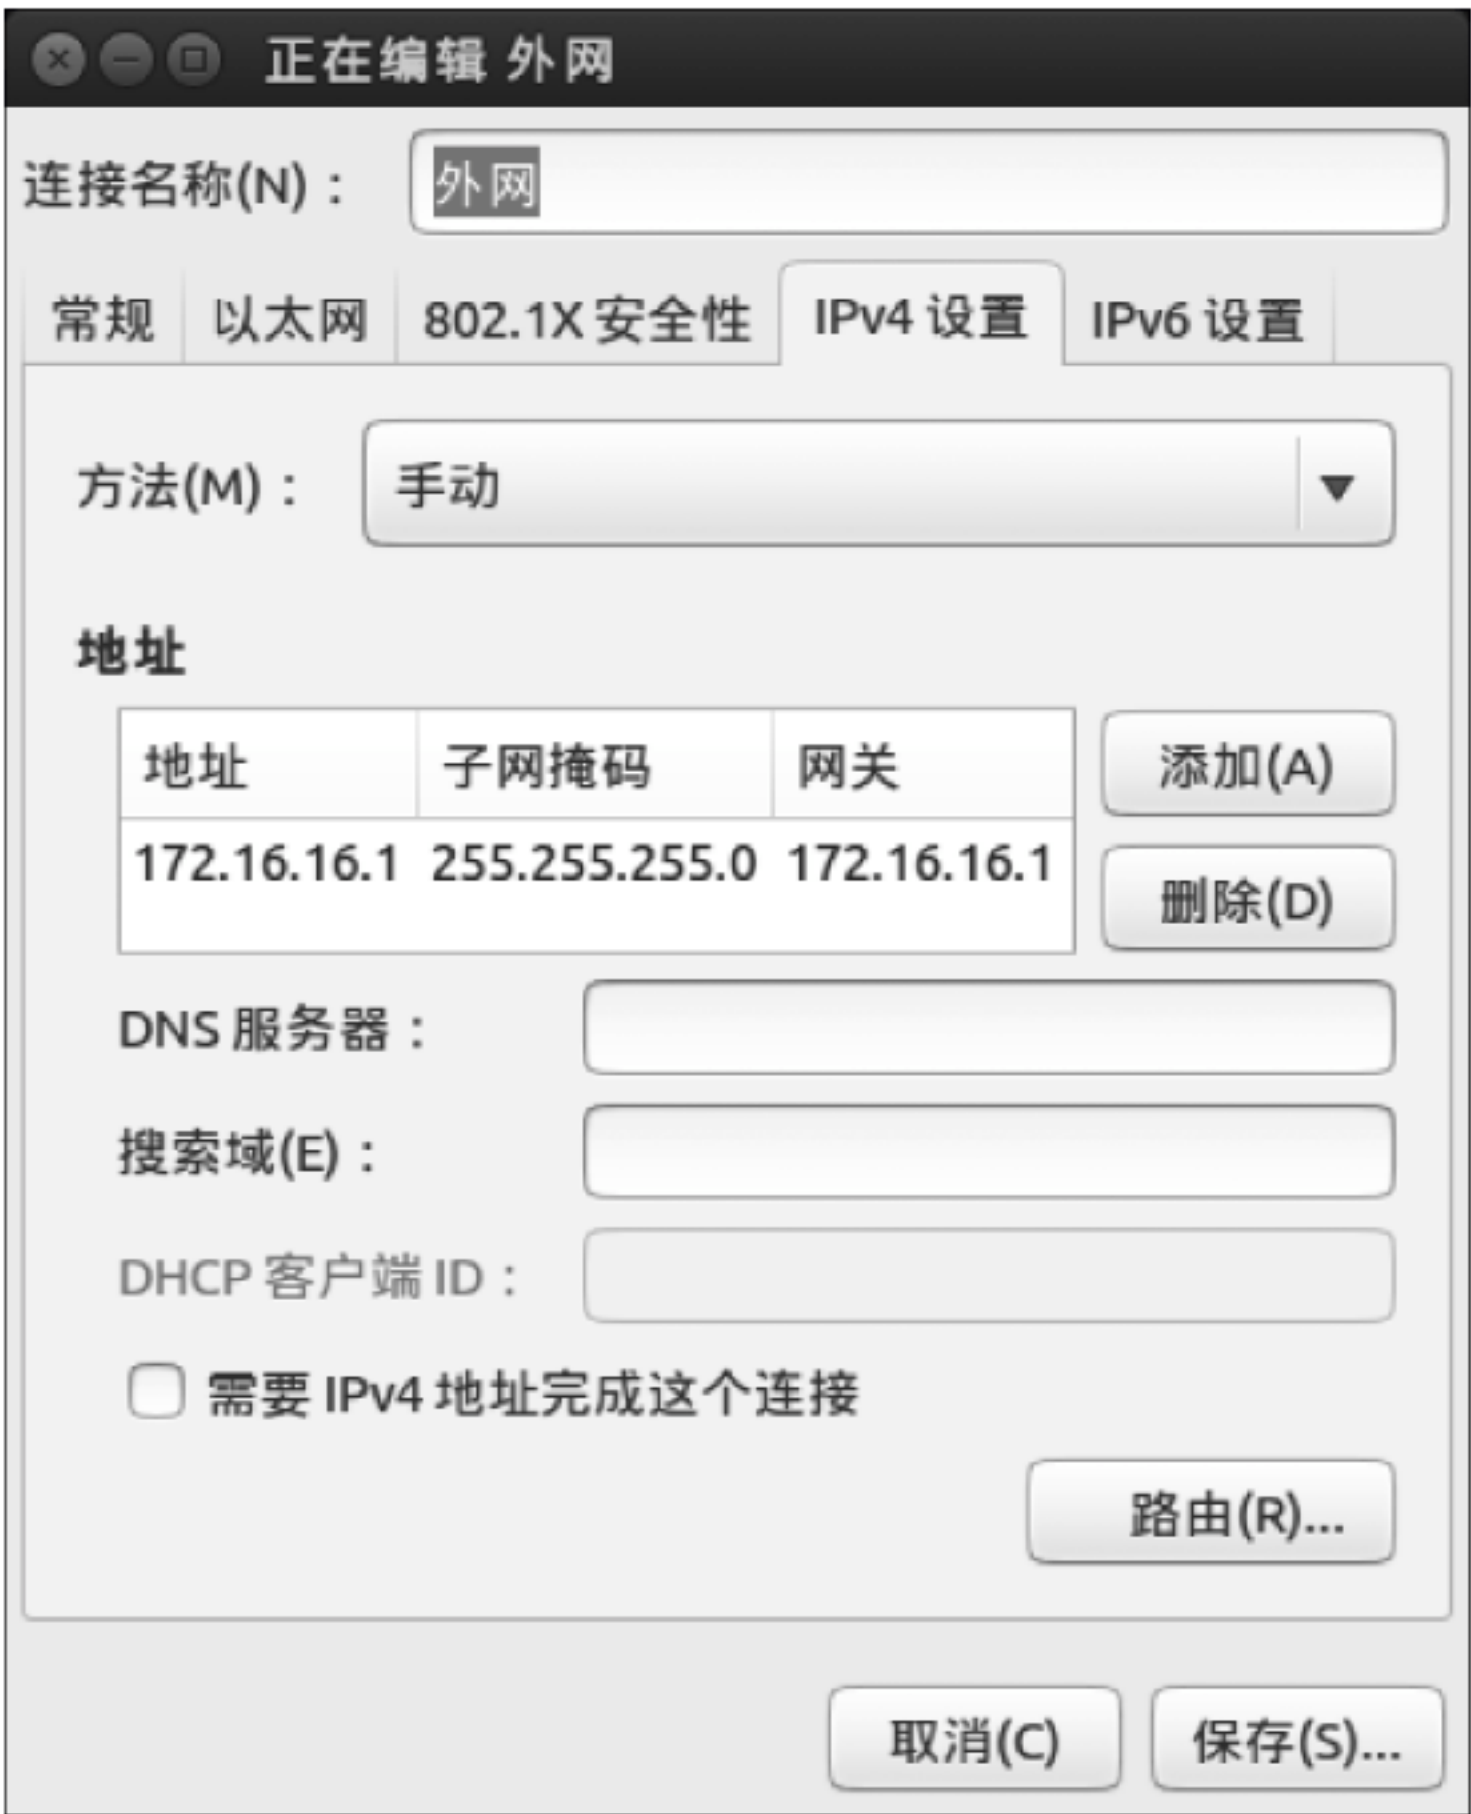 正在编辑 外网
连接名称(N)： 外网
常规 以太网 802.1X 安全性 IPv4 设置 IPv6 设置
方法(M)： 手动
地址
地址 子网掩码 网关 添加(A)
172.16.16.1 255.255.255.0 172.16.16.1
删除(D)
DNS 服务器：
搜索域(E)：
DHCP 客户端 ID：
需要 IPv4 地址完成这个连接
路由(R)...
取消(C) 保存(S)...